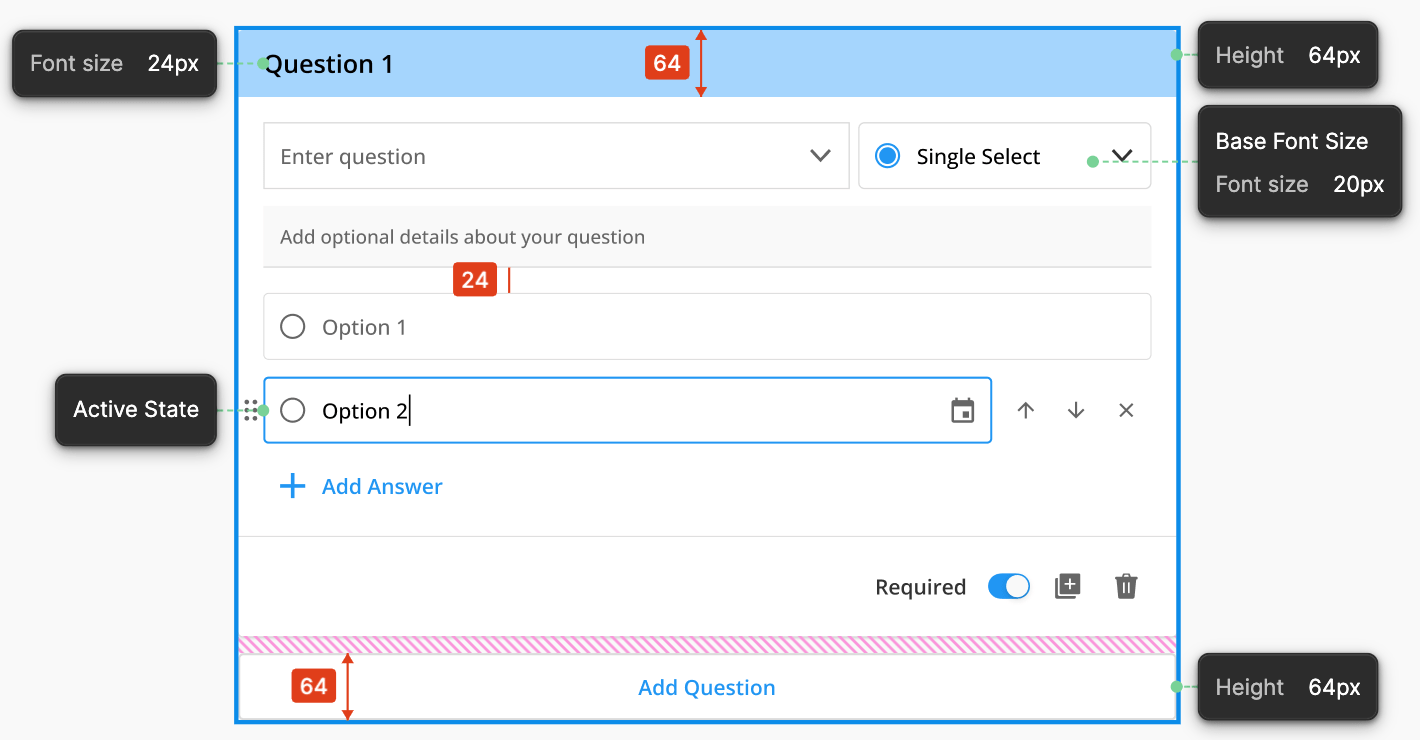 Font size 24px
Question 1
64
Height 64px
Enter question
Single Select
Base Font Size
Font size 20px
Add optional details about your question
24
Option 1
Active State
Option 2
Add Answer
Required
64
Add Question
Height 64px